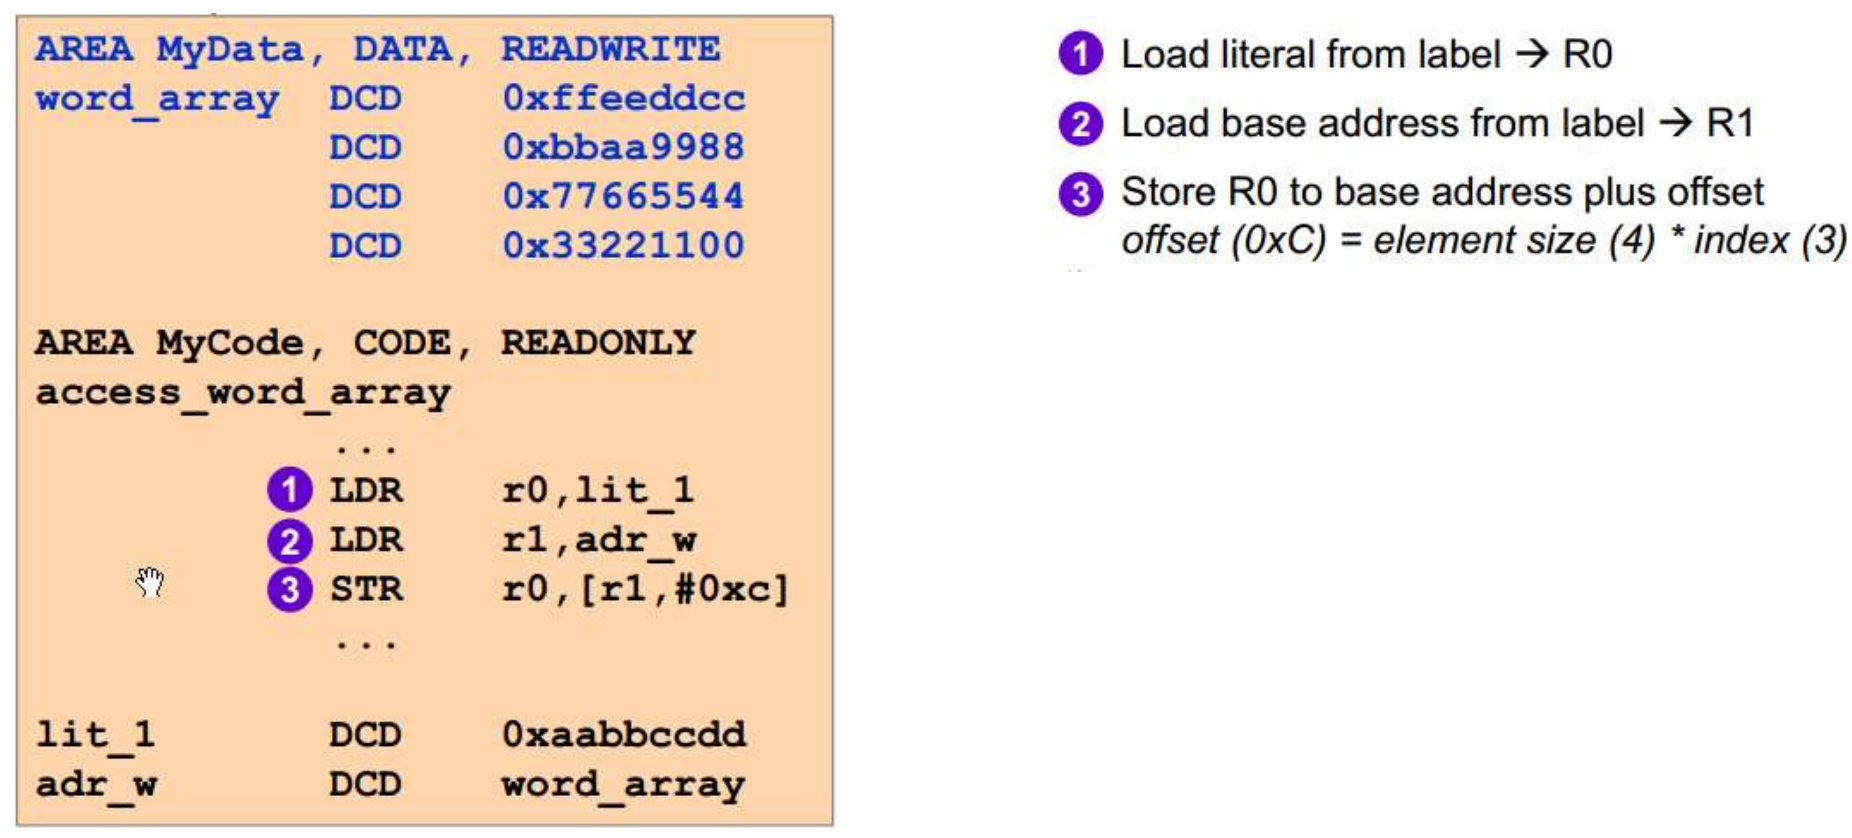 AREA MyData, DATA, READWRITE
word_array DCD 0xffeeddcc
DCD 0xbbaa9988
DCD 0x77665544
DCD 0x33221100
AREA MyCode, CODE, READONLY
access_word_array
...
1 LDR r0,lit_1
2 LDR r1,adr_w
3 STR r0,[r1,#0xc]
...
lit_1 DCD 0xaabbccdd
adr_w DCD word_array
1 Load literal from label → R0
2 Load base address from label → R1
3 Store R0 to base address plus offset
offset (0xC) = element size (4) * index (3)